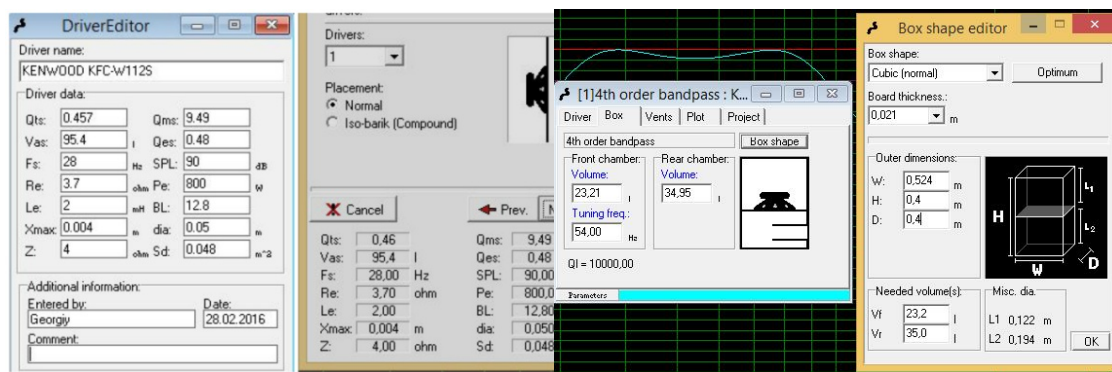 DriverEditor
Driver name:
KENWOOD KFC-W112S
Driver data:
Qts: 0.457 Qms: 9.49
Vas: 95.4 l Qes: 0.48
Fs: 28 Hz SPL: 90 dB
Re: 3.7 ohm Pe: 800 W
Le: 2 mH BL: 12.8
Xmax: 0.004 m dia: 0.05 m
Z: 4 ohm Sd: 0.048 m^2
Additional information:
Entered by: Date:
Georgiy 28.02.2016
Comment:
Drivers:
1
Placement:
Normal
Iso-barik (Compound)
Cancel Prev. N
Qts: 0,46 Qms: 9,49
Vas: 95,4 l Qes: 0,48
Fs: 28,00 Hz SPL: 90,00
Re: 3,70 ohm Pe: 800,0
Le: 2,00 BL: 12,80
Xmax: 0,004 m dia: 0,050
Z: 4,00 ohm Sd: 0,048
[1]4th order bandpass : K...
Driver Box Vents Plot Project
4th order bandpass Box shape
Front chamber: Rear chamber:
Volume: Volume:
23,21 l 34,95 l
Tuning freq.:
54,00 Hz
Ql = 10000,00
Parameters
Box shape editor
Box shape:
Cubic (normal) Optimum
Board thickness.:
0,021 m
Outer dimensions:
W: 0,524 m
H: 0,4 m
D: 0,4 m
H L1 L2 W D
Needed volume(s): Misc. dia.
Vf 23,2 l L1 0,122 m
Vr 35,0 l L2 0,194 m
OK